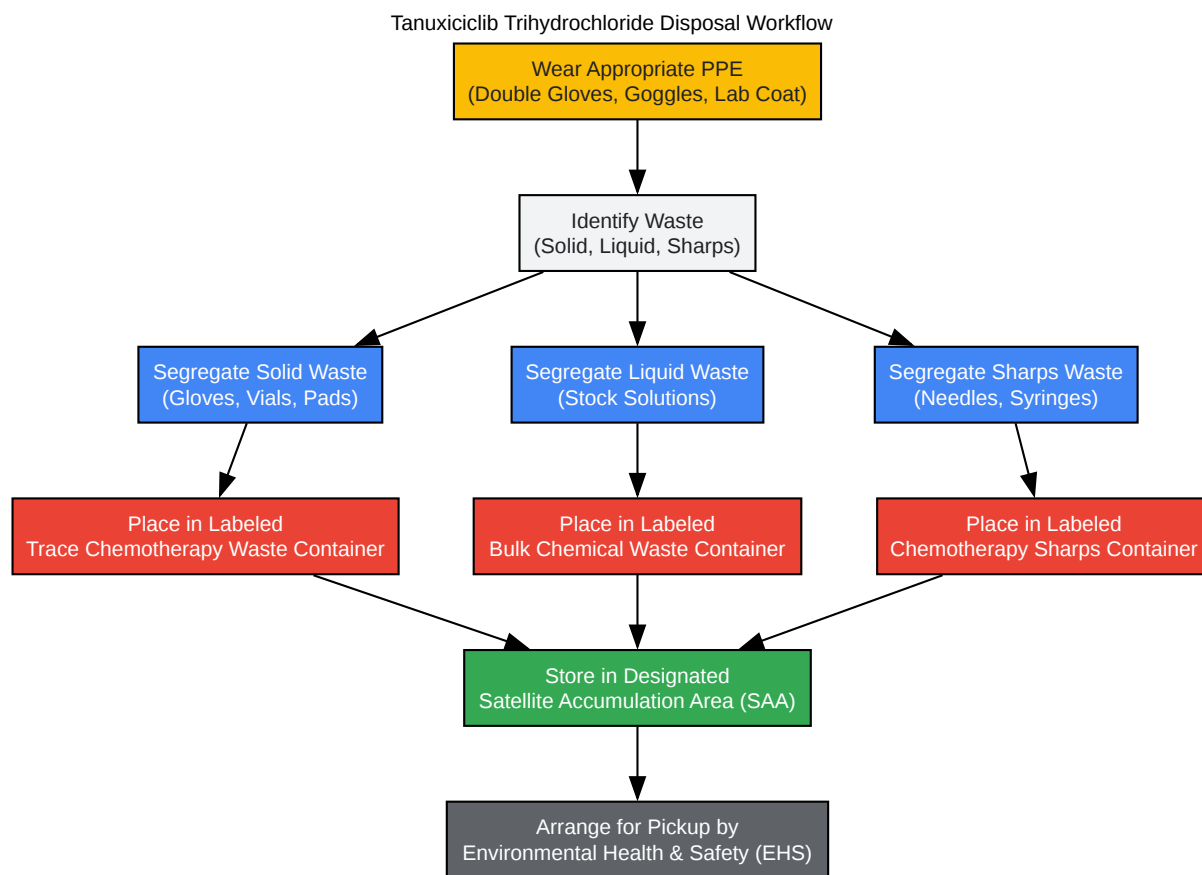 Tanuxiciclib Trihydrochloride Disposal Workflow
Wear Appropriate PPE
(Double Gloves, Goggles, Lab Coat)
Identify Waste
(Solid, Liquid, Sharps)
Segregate Solid Waste
(Gloves, Vials, Pads)
Segregate Liquid Waste
(Stock Solutions)
Segregate Sharps Waste
(Needles, Syringes)
Place in Labeled
Trace Chemotherapy Waste Container
Place in Labeled
Bulk Chemical Waste Container
Place in Labeled
Chemotherapy Sharps Container
Store in Designated
Satellite Accumulation Area (SAA)
Arrange for Pickup by
Environmental Health & Safety (EHS)